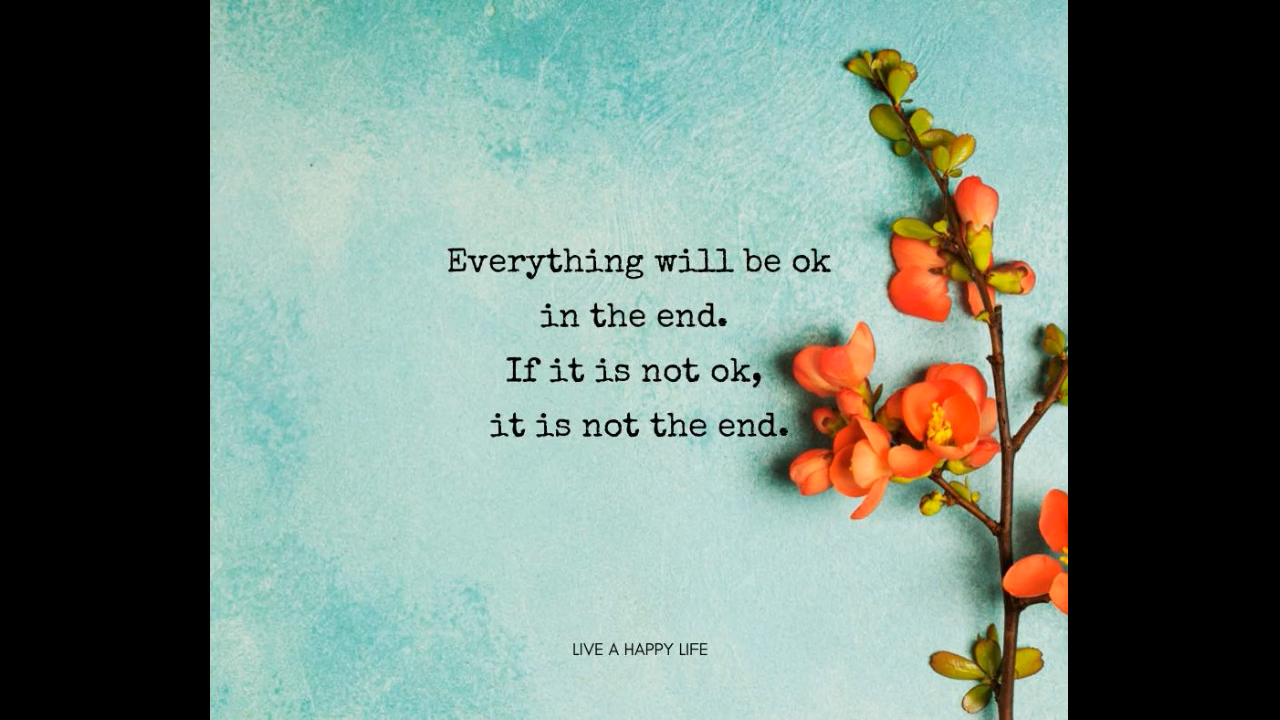 Everything will be ok
in the end.
If it is not ok,
it is not the end.
LIVE A HAPPY LIFE